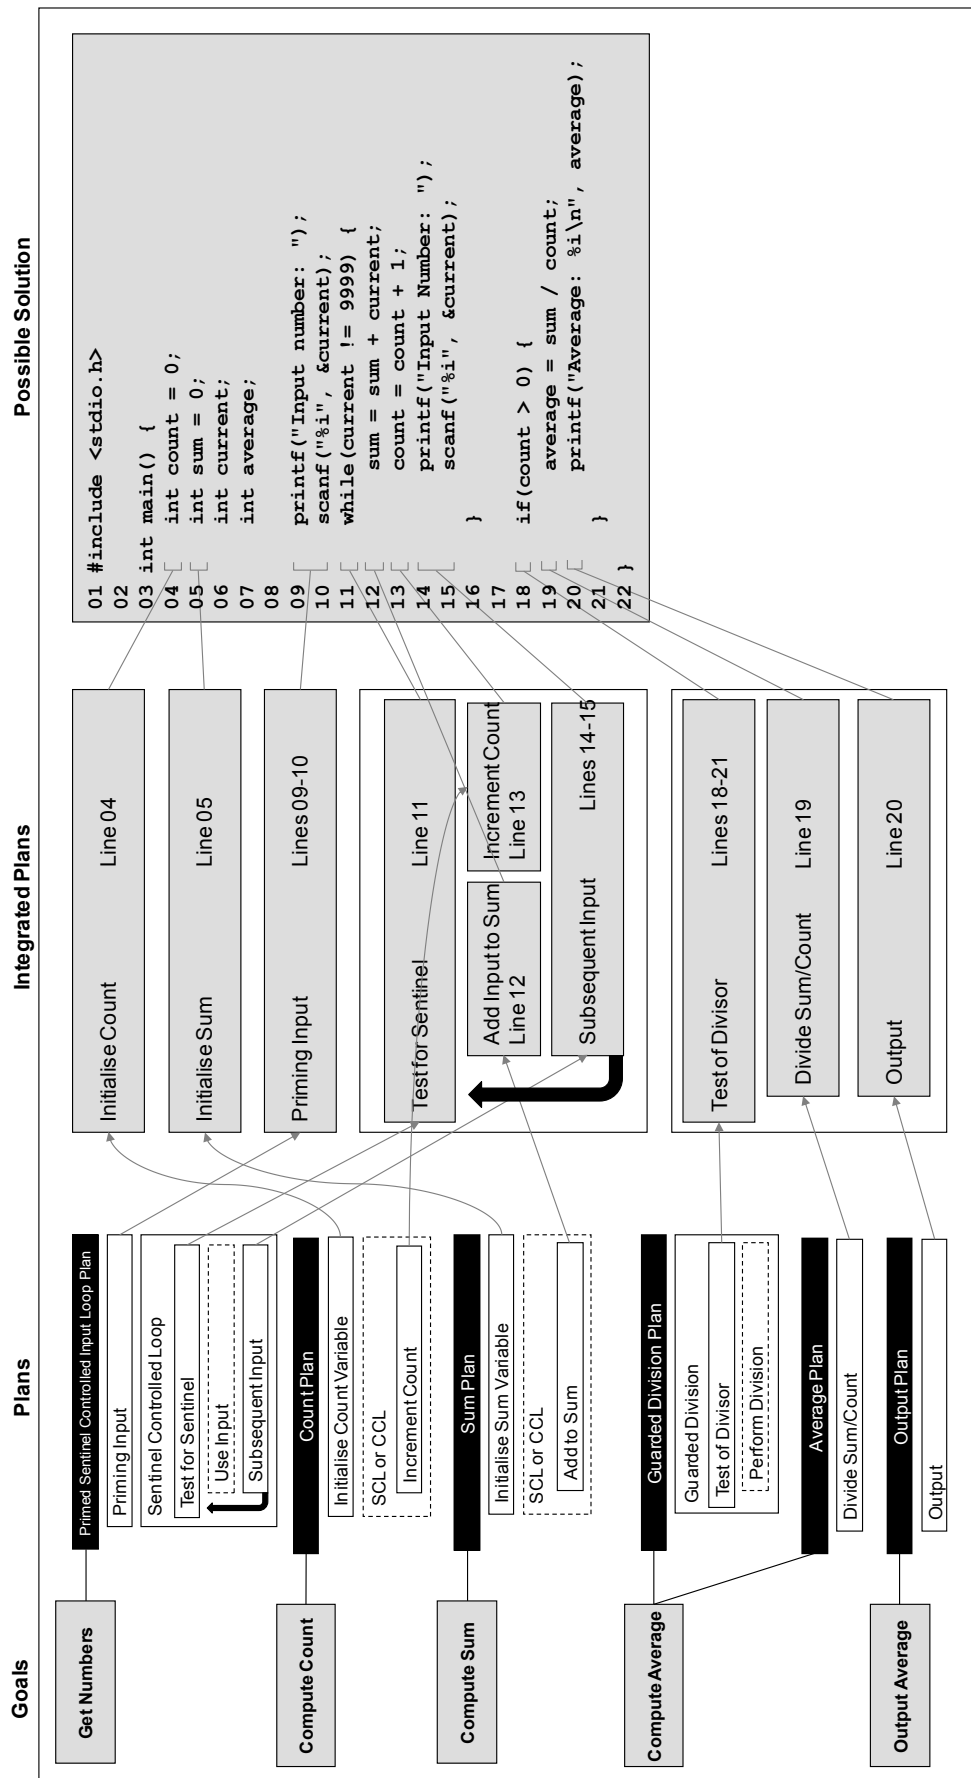 Goals
Plans
Integrated Plans
Possible Solution
Get Numbers
Compute Count
Compute Sum
Compute Average
Output Average
Primed Sentinel Controlled Input Loop Plan
Priming Input
Sentinel Controlled Loop
Test for Sentinel
Use Input
Subsequent Input
Count Plan
Initialise Count Variable
SCL or CCL
Increment Count
Sum Plan
Initialise Sum Variable
SCL or CCL
Add to Sum
Guarded Division Plan
Guarded Division
Test of Divisor
Perform Division
Average Plan
Divide Sum/Count
Output Plan
Output
Initialise Count Line 04
Initialise Sum Line 05
Priming Input Lines 09-10
Test for Sentinel Line 11
Add Input to Sum
Line 12
Increment Count
Line 13
Subsequent Input Lines 14-15
Test of Divisor Lines 18-21
Divide Sum/Count Line 19
Output Line 20
01 #include <stdio.h>
02
03 int main() {
04 int count = 0;
05 int sum = 0;
06 int current;
07 int average;
08
09 printf("Input number: ");
10 scanf("%i", &current);
11 while(current != 9999) {
12 sum = sum + current;
13 count = count + 1;
14 printf("Input Number: ");
15 scanf("%i", &current);
16 }
17
18 if(count > 0) {
19 average = sum / count;
20 printf("Average: %i\n", average);
21 }
22 }